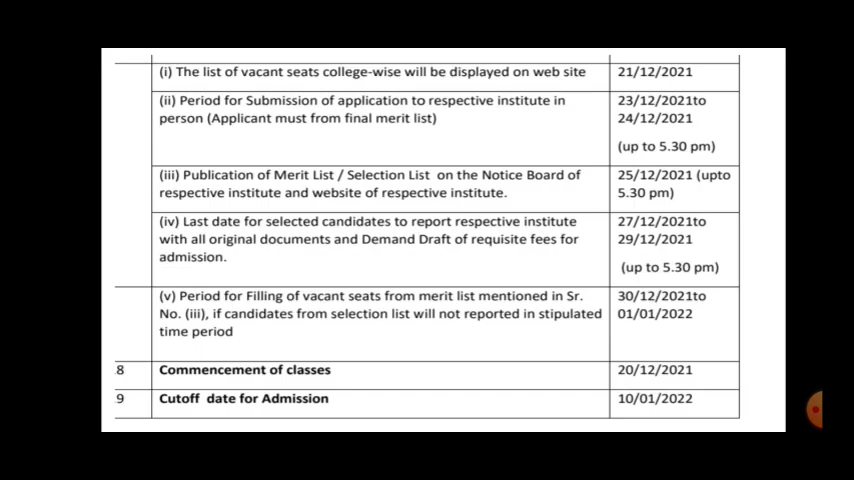 (i) The list of vacant seats college-wise will be displayed on web site
21/12/2021
(ii) Period for Submission of application to respective institute in
person (Applicant must from final merit list)
23/12/2021to
24/12/2021
(up to 5.30 pm)
(iii) Publication of Merit List / Selection List on the Notice Board of
respective institute and website of respective institute.
25/12/2021 (upto
5.30 pm)
(iv) Last date for selected candidates to report respective institute
with all original documents and Demand Draft of requisite fees for
admission.
27/12/2021to
29/12/2021
(up to 5.30 pm)
(v) Period for Filling of vacant seats from merit list mentioned in Sr.
No. (iii), if candidates from selection list will not reported in stipulated
time period
30/12/2021to
01/01/2022
.8
Commencement of classes
20/12/2021
.9
Cutoff date for Admission
10/01/2022